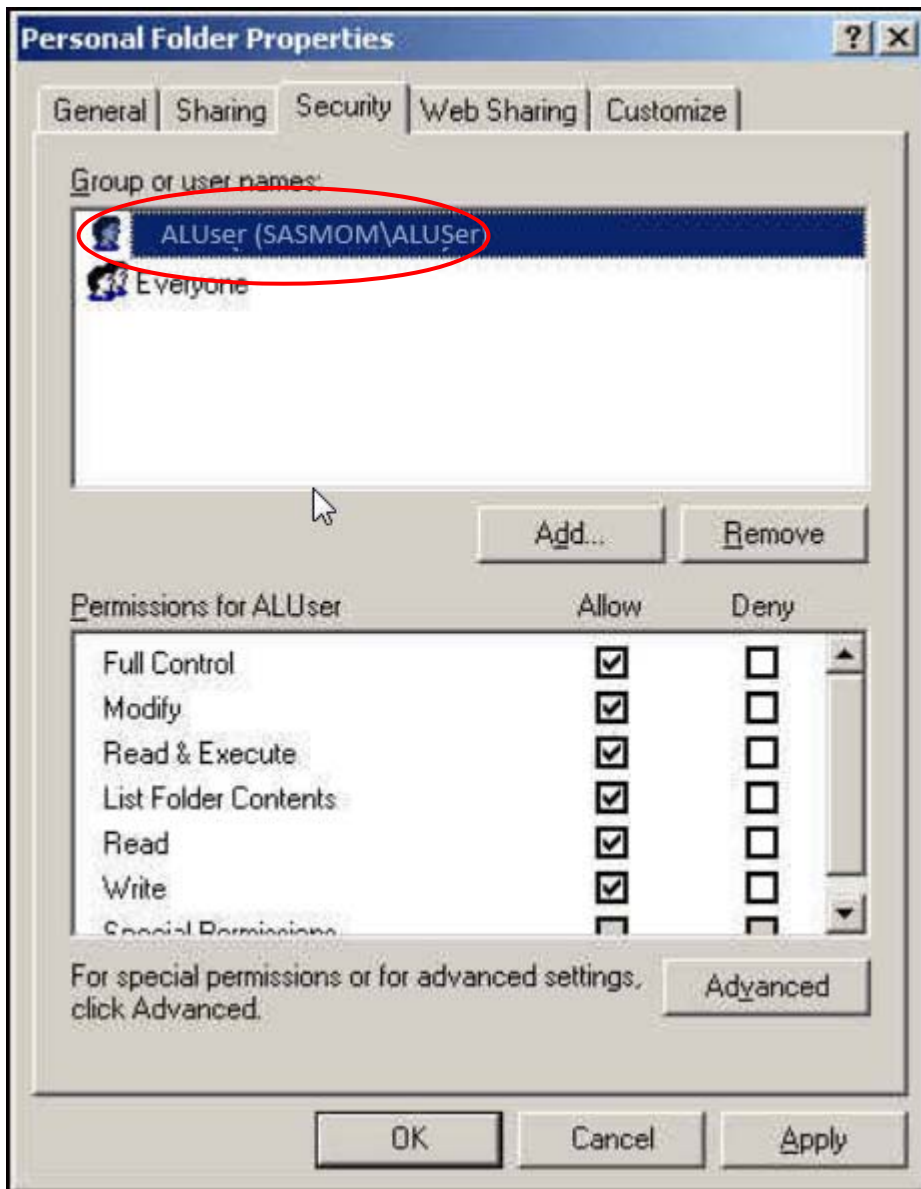 Personal Folder Properties
General Sharing Security Web Sharing Customize
Group or user names:
ALUser (SASMOM\ALUSer)
Everyone
Add... Remove
Permissions for ALUser Allow Deny
Full Control
Modify
Read & Execute
List Folder Contents
Read
Write
Special Permissions
For special permissions or for advanced settings, Advanced
click Advanced.
OK Cancel Apply